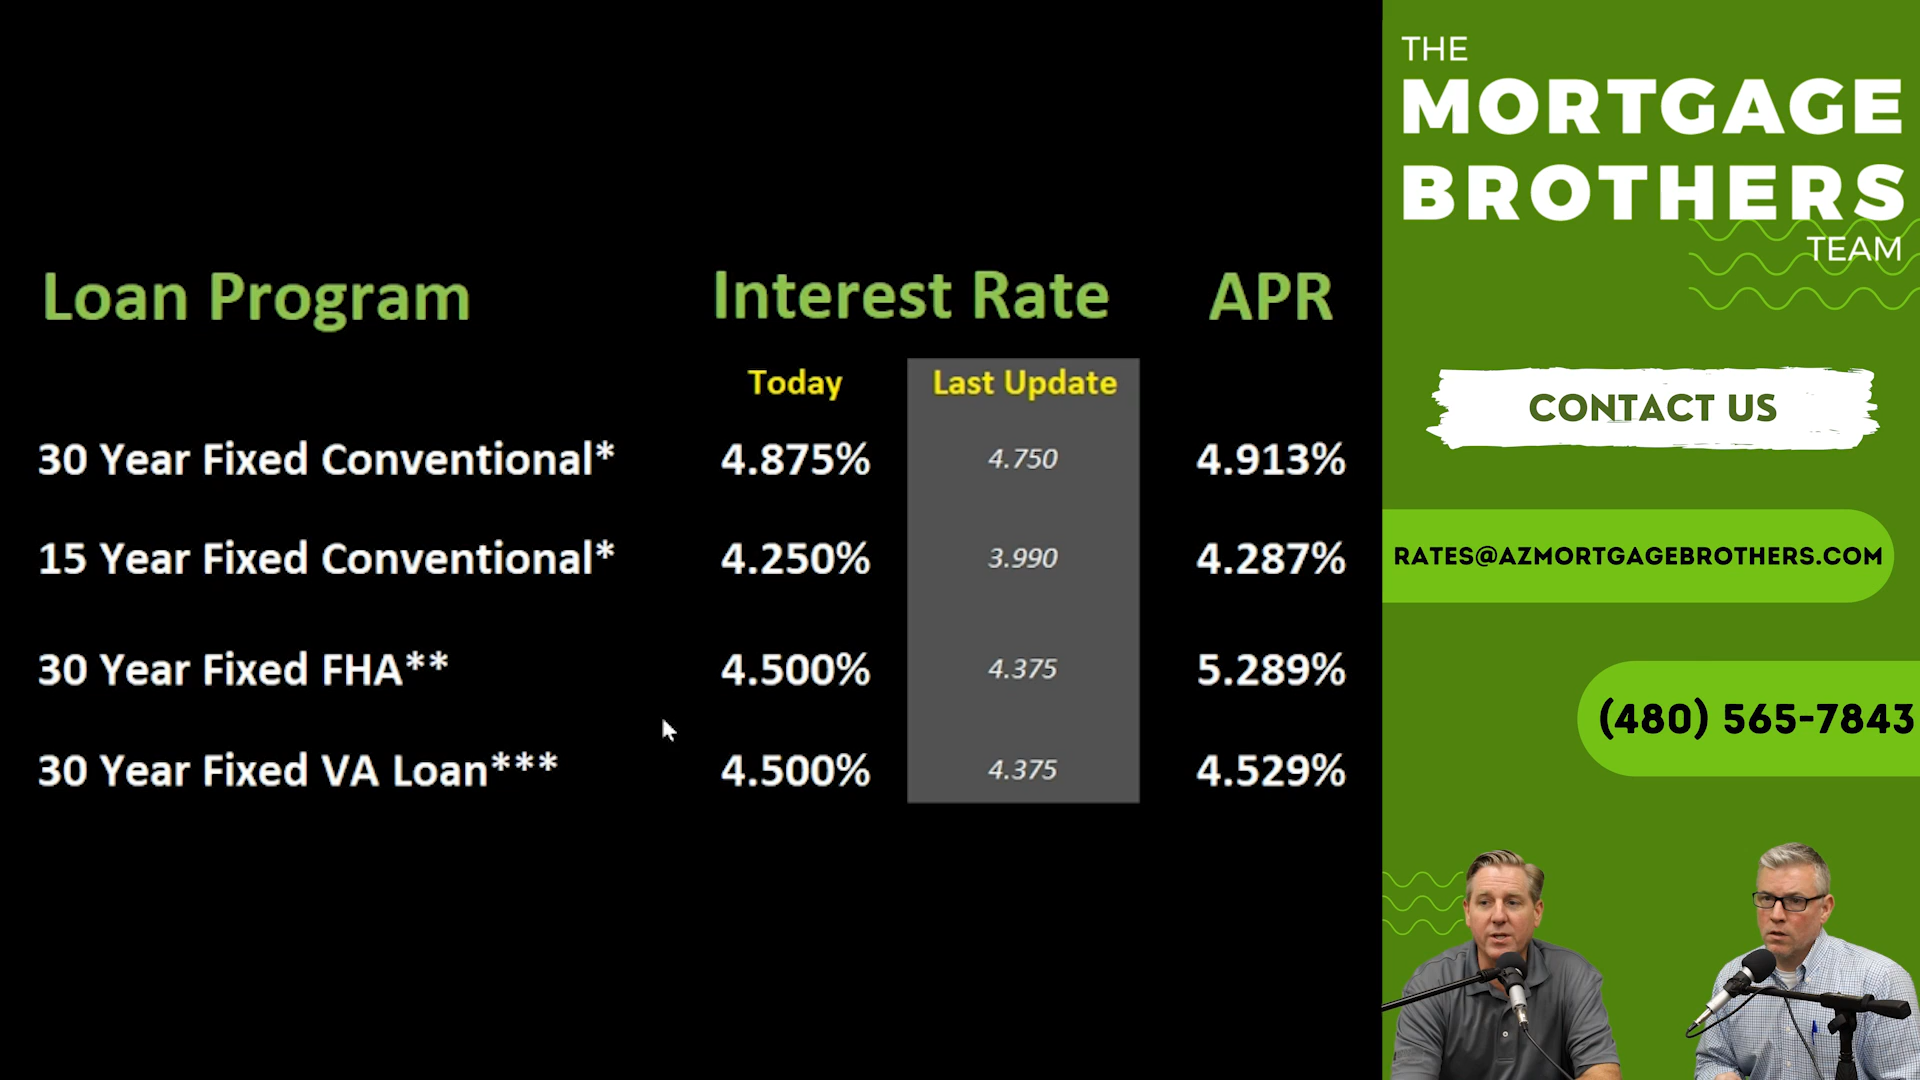 Loan Program Interest Rate APR
Today Last Update
30 Year Fixed Conventional* 4.875% 4.750 4.913%
15 Year Fixed Conventional* 4.250% 3.990 4.287%
30 Year Fixed FHA** 4.500% 4.375 5.289%
30 Year Fixed VA Loan*** 4.500% 4.375 4.529%
THE
MORTGAGE
BROTHERS
TEAM
CONTACT US
RATES@AZMORTGAGEBROTHERS.COM
(480) 565-7843